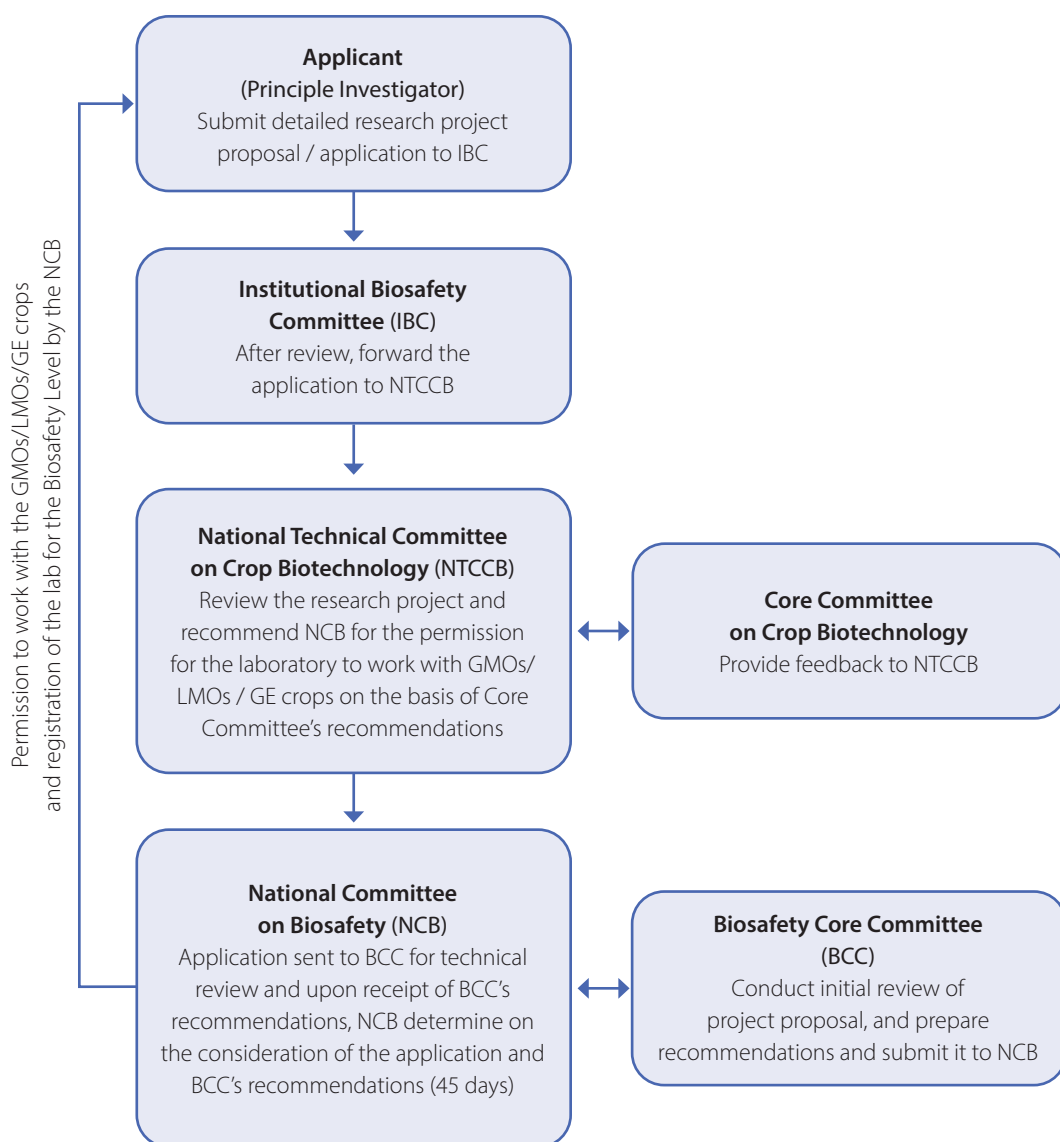 Applicant
(Principle Investigator)
Submit detailed research project
proposal / application to IBC
Institutional Biosafety
Committee (IBC)
After review, forward the
application to NTCCB
National Technical Committee
on Crop Biotechnology (NTCCB)
Review the research project and
recommend NCB for the permission
for the laboratory to work with GMOs/
LMOs / GE crops on the basis of Core
Committee’s recommendations
Core Committee
on Crop Biotechnology
Provide feedback to NTCCB
National Committee
on Biosafety (NCB)
Application sent to BCC for technical
review and upon receipt of BCC’s
recommendations, NCB determine on
the consideration of the application and
BCC’s recommendations (45 days)
Biosafety Core Committee
(BCC)
Conduct initial review of
project proposal, and prepare
recommendations and submit it to NCB
Permission to work with the GMOs/LMOs/GE crops
and registration of the lab for the Biosafety Level by the NCB